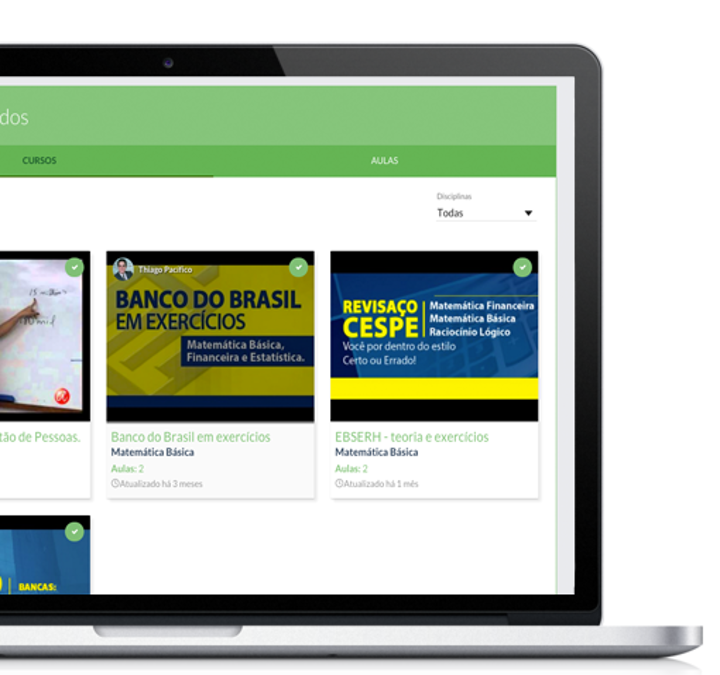 dos
CURSOS
AULAS
Disciplinas
Todas
Thiago Pacífico
BANCO DO BRASIL
EM EXERCÍCIOS
Matemática Básica,
Financeira e Estatística.
REVISAÇO
CESPE
Matemática Financeira
Matemática Básica
Raciocínio Lógico
Você por dentro do estilo
Certo ou Errado!
tão de Pessoas.
Banco do Brasil em exercícios
Matemática Básica
Aulas: 2
Atualizado há 3 meses
EBSERH - teoria e exercícios
Matemática Básica
Aulas: 2
Atualizado há 1 mês
BANCAS: